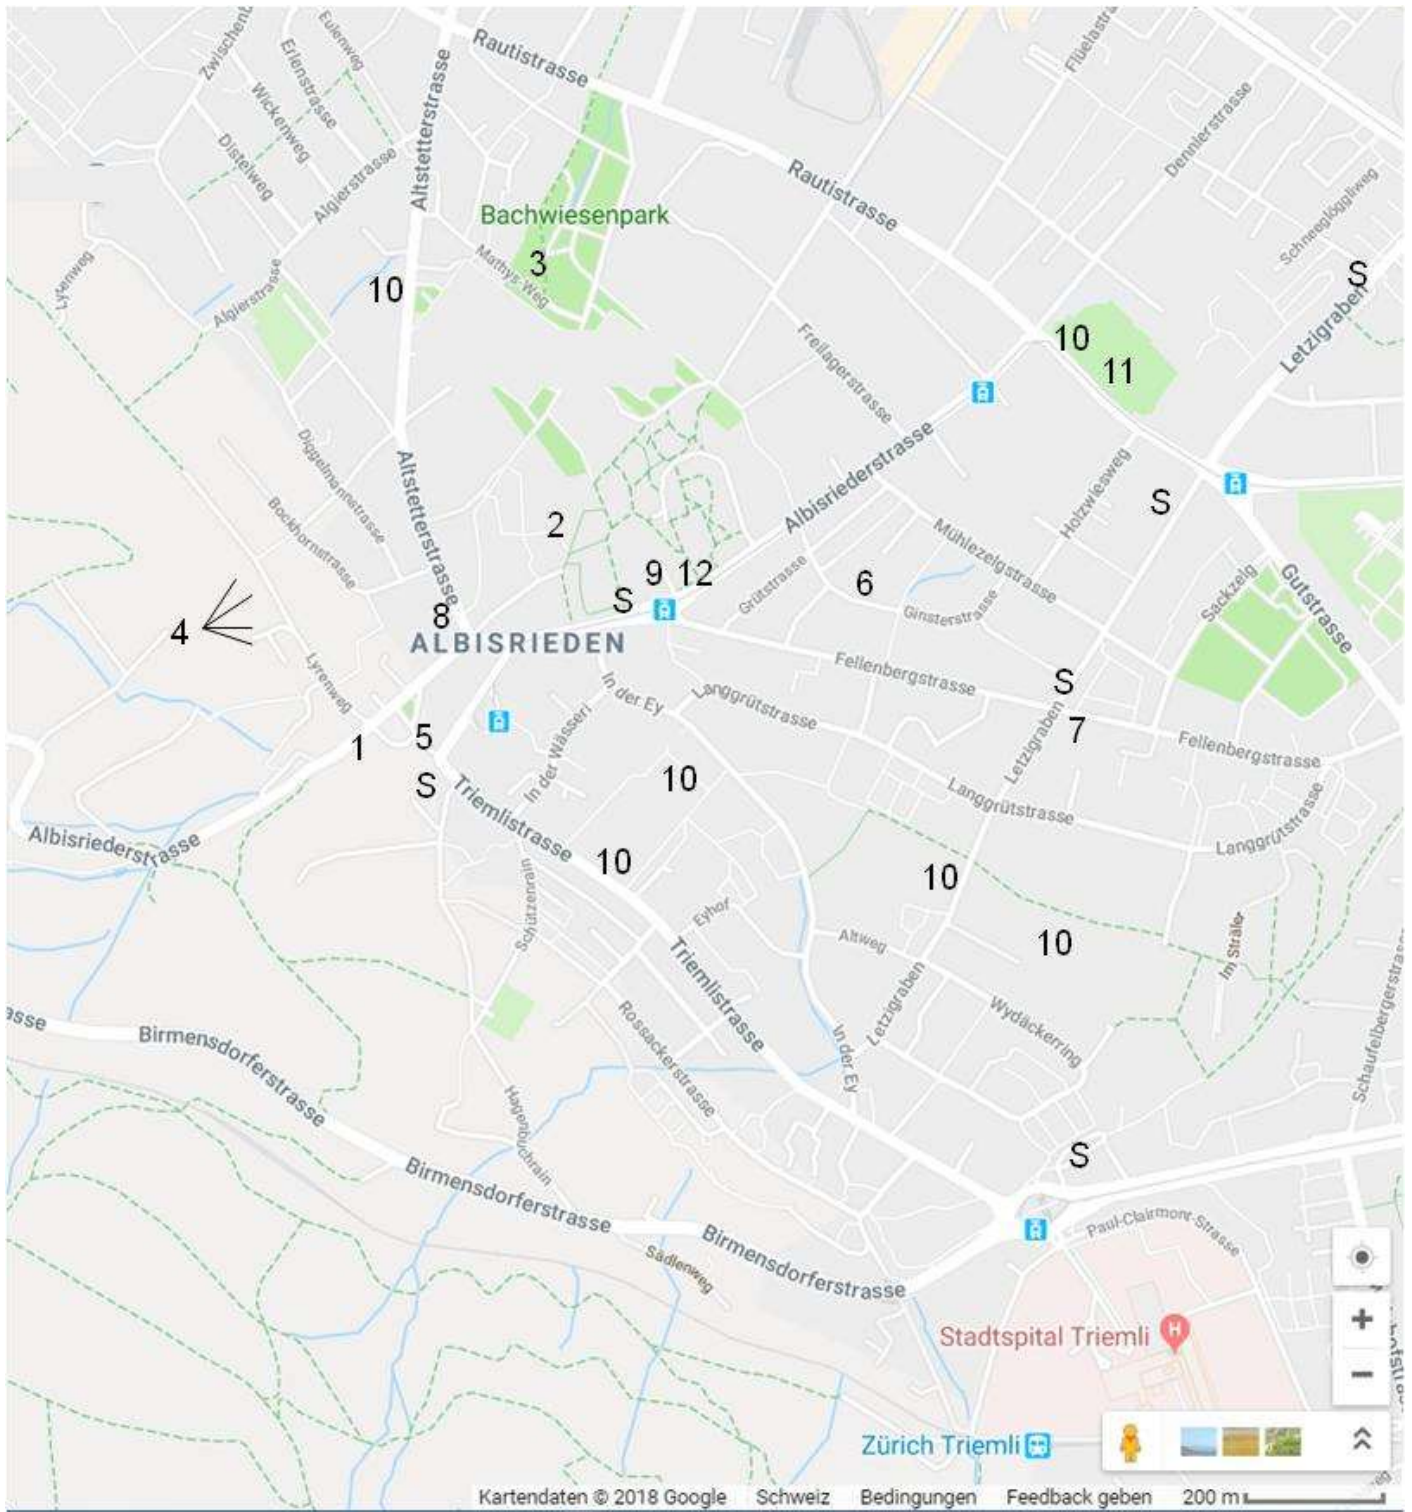 Eulenweg
Zwischenb
Erlenstrasse
Rautistrasse
Flüelastra
Wickenweg
Altstetterstrasse
Dennlerstrasse
Distelweg
Algierstrasse
Rautistrasse
Bachwiesenpark
Schneeglöggliweg
3
Mathys-Weg
S
Lyrenweg
10
Algierstrasse
Letzigraben
Freilagerstrasse
10
11
Diggelmannstrasse
Altstetterstrasse
Albisriederstrasse
Bockhornstrasse
Holzwiesweg
S
2
Mühlezelgstrasse
9 12
Grütstrasse
6
Sackzelg
Gutstrasse
S
Ginsterstrasse
8
4
ALBISRIEDEN
Fellenbergstrasse
S
Lyrenweg
In der Ey
Langgrütstrasse
7
5
1
In der Wässeri
Letzigraben
Fellenbergstrasse
S
10
Triemlistrasse
Langgrütstrasse
Langgrütstrasse
Albisriederstrasse
10
10
Schützenrain
Eyhof
Altweg
10
Im Sträler
Triemlistrasse
Letzigraben
Wydäckerring
asse
Birmensdorferstrasse
Rossackerstrasse
In der Ey
Schaufelbergerstrasse
Hagenbuchrain
S
Birmensdorferstrasse
Birmensdorferstrasse
Paul-Clairmont-Strasse
Sädlenweg
Stadtspital Triemli
H
+
−
Zürich Triemli
Kartendaten © 2018 Google Schweiz Bedingungen Feedback geben 200 m